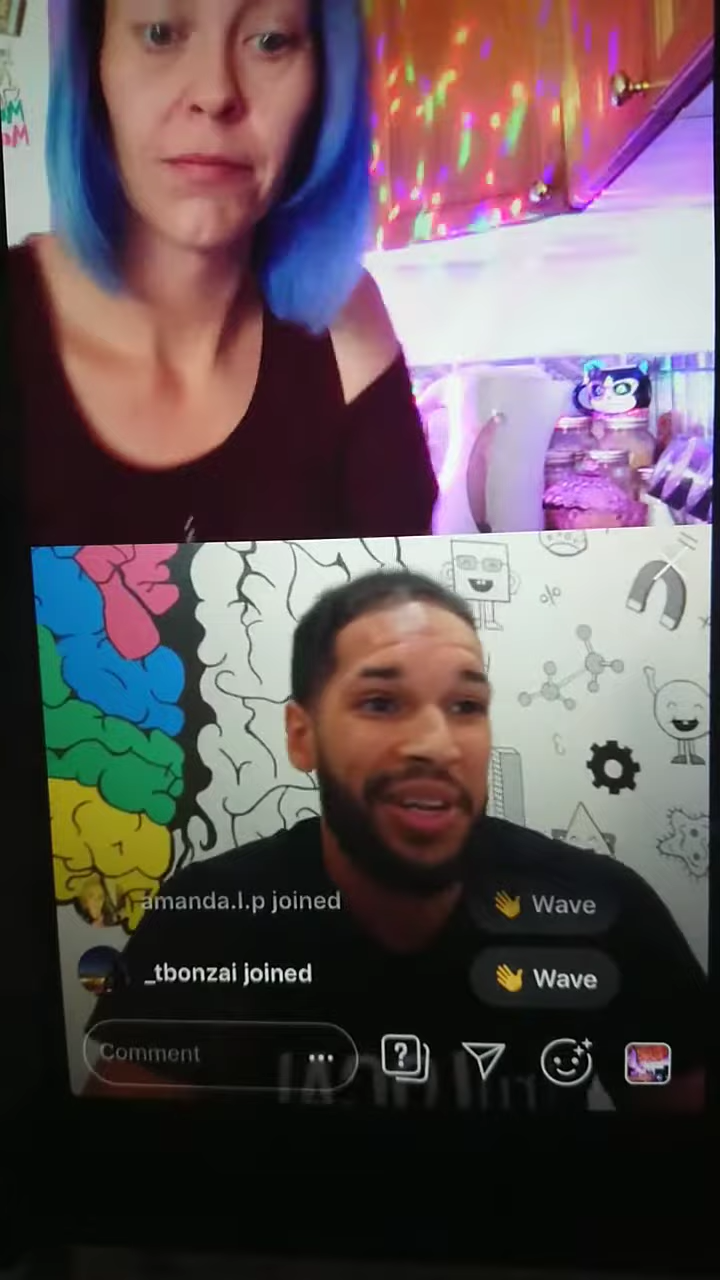 amanda.l.p joined
👋 Wave
_tbonzai joined
👋 Wave
Comment